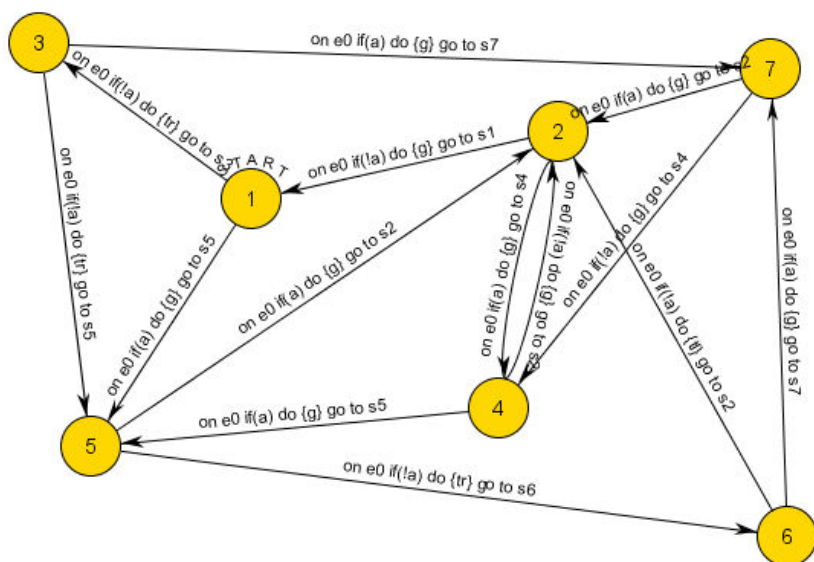 3
on e0 if(a) do {g} go to s7
7
on e0 if(!a) do {tr} go to s3
on e0 if(a) do {g} go to s2
2
START
on e0 if(!a) do {g} go to s1
1
on e0 if(!a) do {tr} go to s5
on e0 if(a) do {g} go to s5
on e0 if(a) do {g} go to s2
on e0 if(a) do {g} go to s4
on e0 if(!a) do {g} go to s2
on e0 if(!a) do {g} go to s4
on e0 if(!a) do {tl} go to s2
on e0 if(a) do {g} go to s7
4
on e0 if(a) do {g} go to s5
5
on e0 if(!a) do {tr} go to s6
6